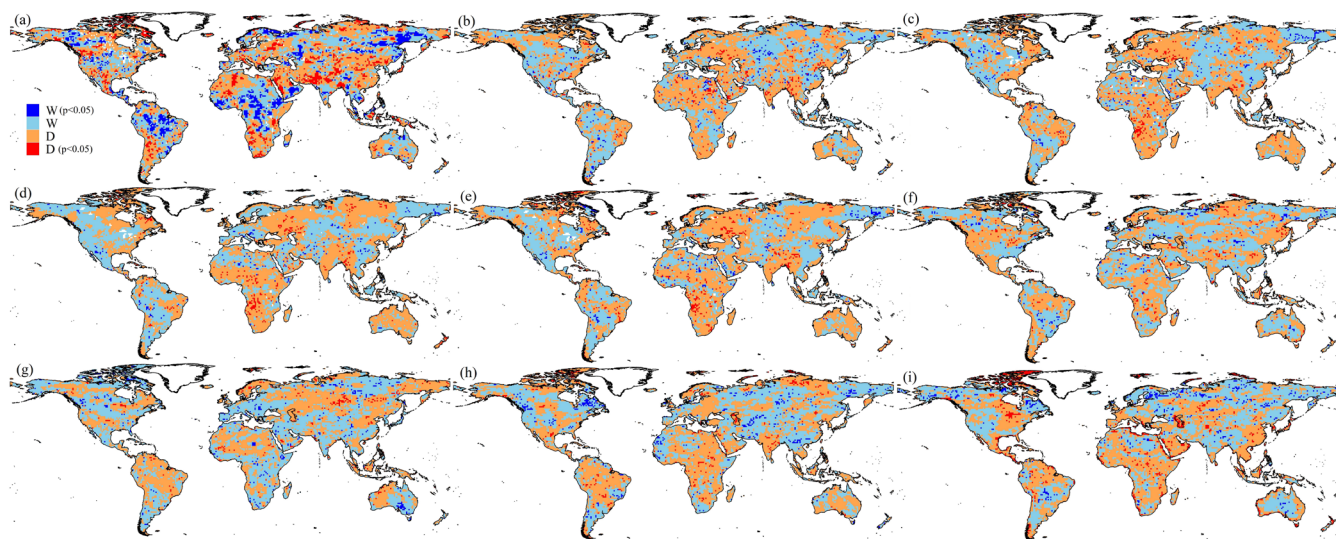 (a)
(b)
(c)
W (p<0.05)
W
D
D (p<0.05)
(d)
(e)
(f)
(g)
(h)
(i)